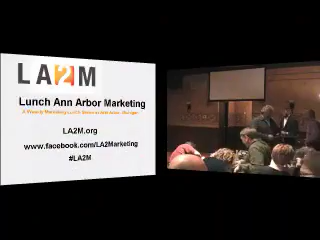 LA2M
Lunch Ann Arbor Marketing
LA2M.org
www.facebook.com/LA2Marketing
#LA2M